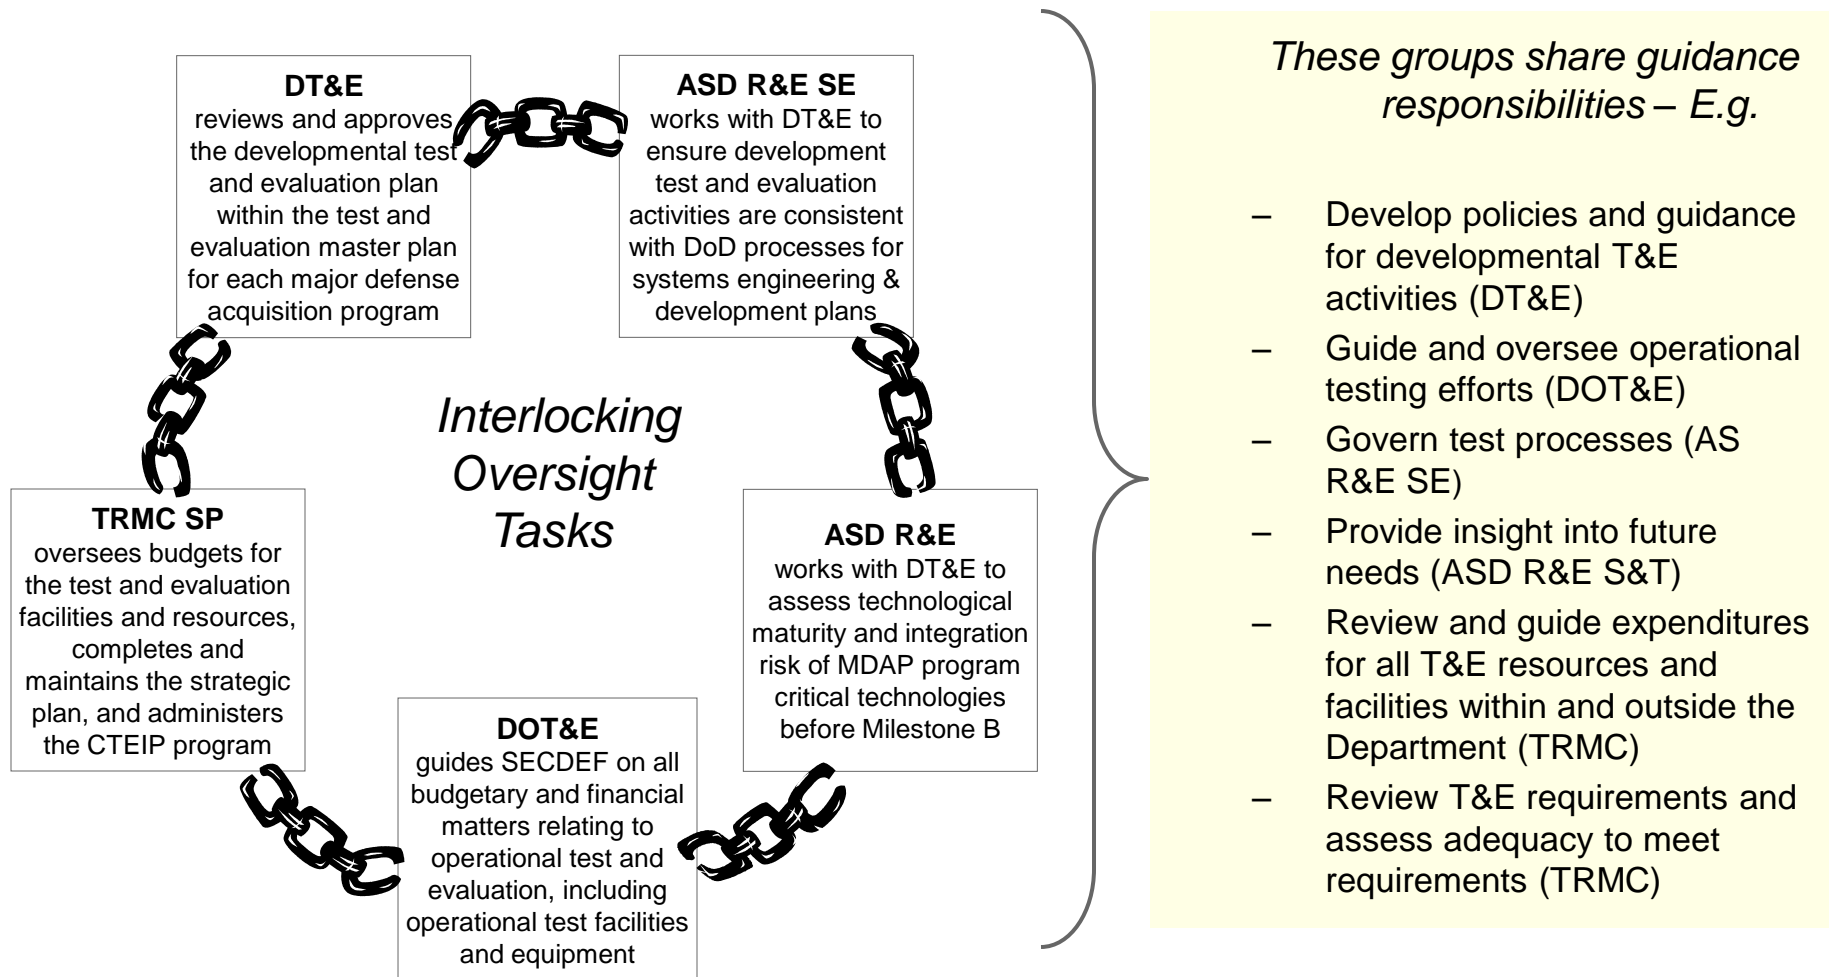 DT&E
reviews and approves
the developmental test
and evaluation plan
within the test and
evaluation master plan
for each major defense
acquisition program
ASD R&E SE
works with DT&E to
ensure development
test and evaluation
activities are consistent
with DoD processes for
systems engineering &
development plans
Interlocking
Oversight
Tasks
TRMC SP
oversees budgets for
the test and evaluation
facilities and resources,
completes and
maintains the strategic
plan, and administers
the CTEIP program
ASD R&E
works with DT&E to
assess technological
maturity and integration
risk of MDAP program
critical technologies
before Milestone B
DOT&E
guides SECDEF on all
budgetary and financial
matters relating to
operational test and
evaluation, including
operational test facilities
and equipment
These groups share guidance
responsibilities – E.g.
– Develop policies and guidance
for developmental T&E
activities (DT&E)
– Guide and oversee operational
testing efforts (DOT&E)
– Govern test processes (AS
R&E SE)
– Provide insight into future
needs (ASD R&E S&T)
– Review and guide expenditures
for all T&E resources and
facilities within and outside the
Department (TRMC)
– Review T&E requirements and
assess adequacy to meet
requirements (TRMC)